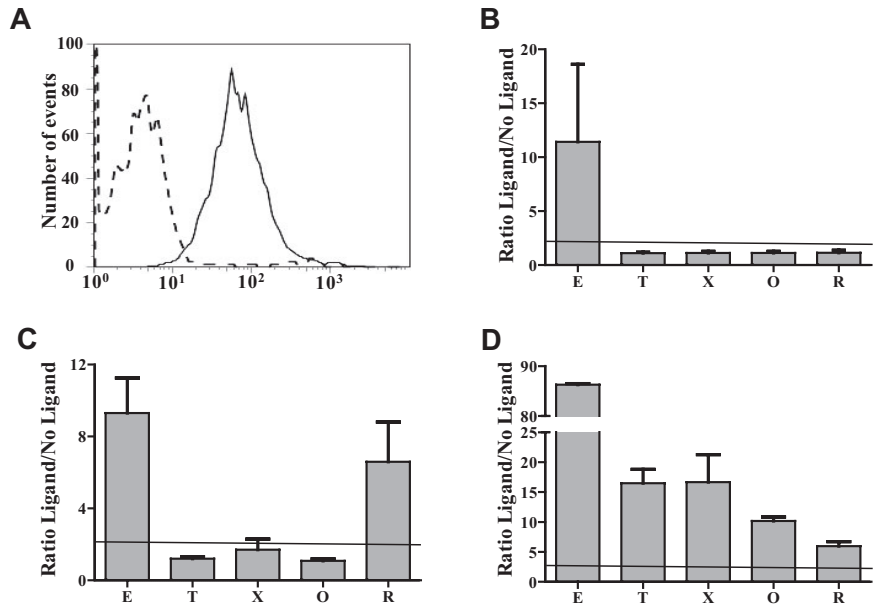 A
Number of events
100
80
60
40
20
0
10⁰ 10¹ 10² 10³
B
Ratio Ligand/No Ligand
20
15
10
5
0
E T X O R
C
Ratio Ligand/No Ligand
12
8
4
0
E T X O R
D
Ratio Ligand/No Ligand
90
80
25
20
15
10
5
0
E T X O R